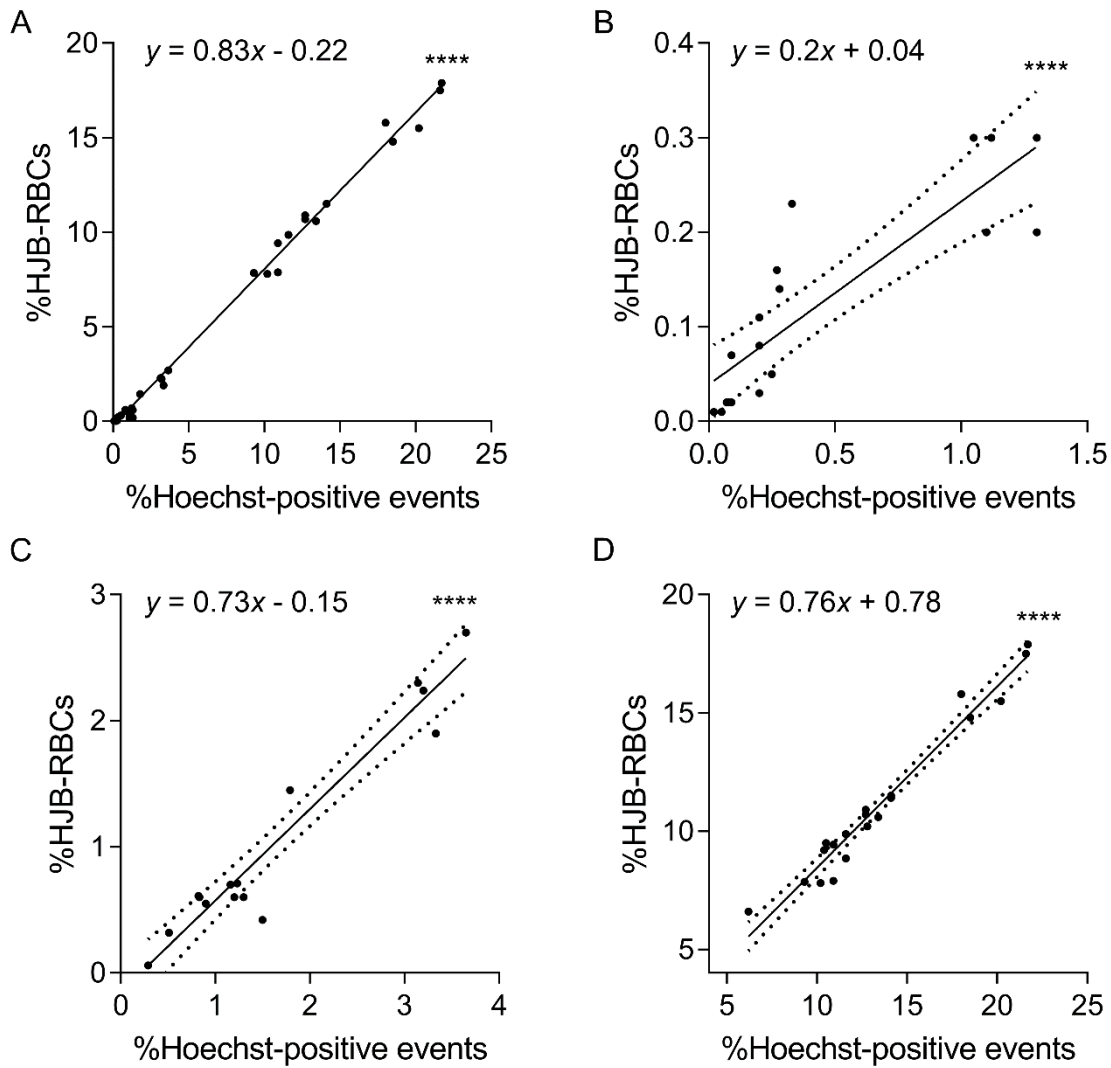 A
y = 0.83x - 0.22
****
20
15
10
5
0
0 5 10 15 20 25
%HJB-RBCs
%Hoechst-positive events
B
y = 0.2x + 0.04
****
0.4
0.3
0.2
0.1
0.0
0.0 0.5 1.0 1.5
%HJB-RBCs
%Hoechst-positive events
C
y = 0.73x - 0.15
****
3
2
1
0
0 1 2 3 4
%HJB-RBCs
%Hoechst-positive events
D
y = 0.76x + 0.78
****
20
15
10
5
5 10 15 20 25
%HJB-RBCs
%Hoechst-positive events